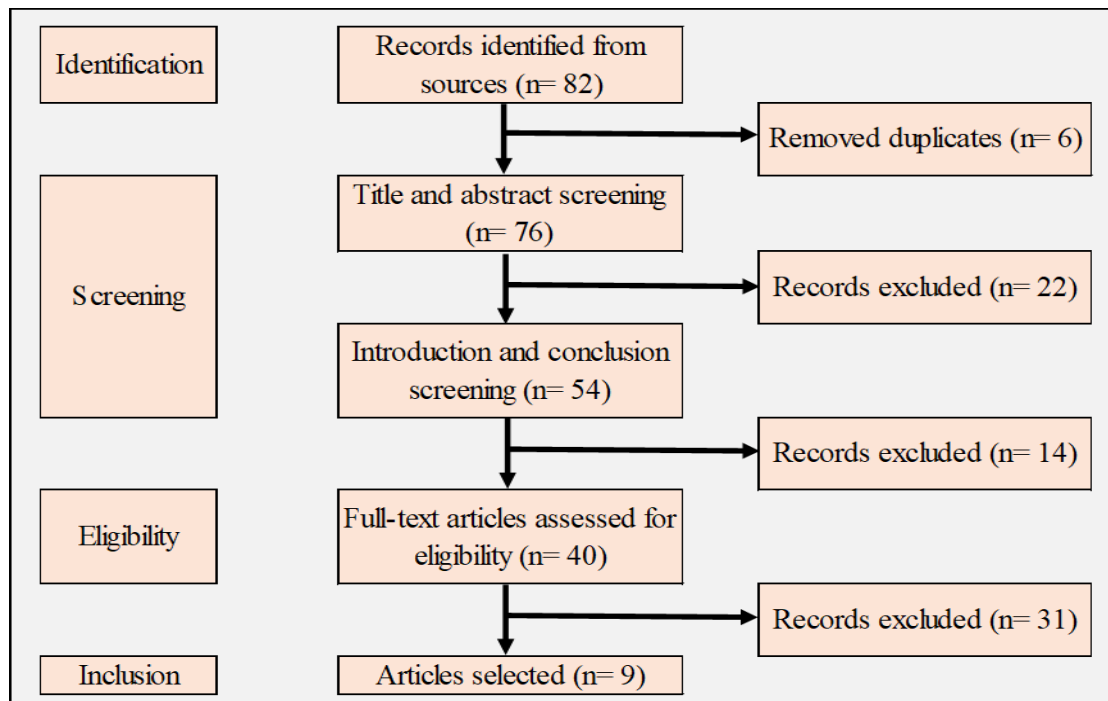 Identification
Records identified from
sources (n= 82)
Removed duplicates (n= 6)
Screening
Title and abstract screening
(n= 76)
Records excluded (n= 22)
Introduction and conclusion
screening (n= 54)
Records excluded (n= 14)
Eligibility
Full-text articles assessed for
eligibility (n= 40)
Records excluded (n= 31)
Inclusion
Articles selected (n= 9)